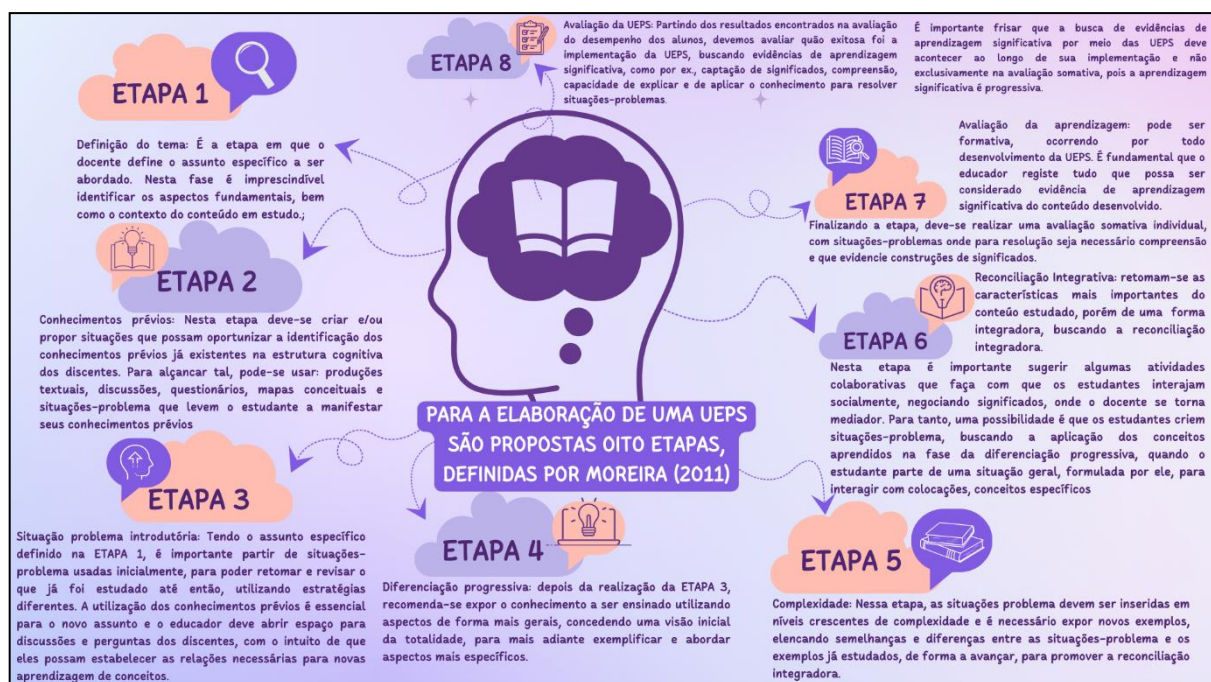 ETAPA 1
Definição do tema: É a etapa em que o
docente define o assunto específico a ser
abordado. Nesta fase é imprescindível
identificar os aspectos fundamentais, bem
como o contexto do conteúdo em estudo.;
ETAPA 2
Conhecimentos prévios: Nesta etapa deve-se criar e/ou
propor situações que possam oportunizar a identificação dos
conhecimentos prévios já existentes na estrutura cognitiva
dos discentes. Para alçancar tal, pode-se usar: produções
textuais, discussões, questionários, mapas conceituais e
situações-problema que levem o estudante a manifestar
seus conhecimentos prévios
ETAPA 3
Situação problema introdutória: Tendo o assunto específico
definido na ETAPA 1, é importante partir de situações-
problema usadas inicialmente, para poder retomar e revisar o
que já foi estudado até então, utilizando estratégias
diferentes. A utilização dos conhecimentos prévios é essencial
para o novo assunto e o educador deve abrir espaço para
discussões e perguntas dos discentes, com o intuito de que
eles possam estabelecer as relações necessárias para novas
aprendizagem de conceitos.
PARA A ELABORAÇÃO DE UMA UEPS
SÃO PROPOSTAS OITO ETAPAS,
DEFINIDAS POR MOREIRA (2011)
ETAPA 4
Diferenciação progressiva: depois da realização da ETAPA 3,
recomenda-se expor o conhecimento a ser ensinado utilizando
aspectos de forma mais gerais, concedendo uma visão inicial
da totalidade, para mais adiante exemplificar e abordar
aspectos mais específicos.
ETAPA 5
Complexidade: Nessa etapa, as situações problema devem ser inseridas em
níveis crescentes de complexidade e é necessário expor novos exemplos,
elencando semelhanças e diferenças entre as situações-problema e os
exemplos já estudados, de forma a avançar, para promover a reconciliação
integradora.
ETAPA 6
Reconciliação Integrativa: retomam-se as
características mais importantes do
conteúo estudado, porém de uma forma
integradora, buscando a reconciliação
integradora.
Nesta etapa é importante sugerir algumas atividades
colaborativas que faça com que os estudantes interajam
socialmente, negociando significados, onde o docente se torna
mediador. Para tanto, uma possibilidade é que os estudantes criem
situações-problema, buscando a aplicação dos conceitos
aprendidos na fase da diferenciação progressiva, quando o
estudante parte de uma situação geral, formulada por ele, para
interagir com colocações, conceitos específicos
ETAPA 7
Avaliação da aprendizagem: pode ser
formativa, ocorrendo por todo
desenvolvimento da UEPS. É fundamental que o
educador registe tudo que possa ser
considerado evidência de aprendizagem
significativa do conteúdo desenvolvido.
Finalizando a etapa, deve-se realizar uma avaliação somativa individual,
com situações-problemas onde para resolução seja necessário compreensão
e que evidencie construções de significados.
ETAPA 8
Avaliação da UEPS: Partindo dos resultados encontrados na avaliação
do desempenho dos alunos, devemos avaliar quão exitosa foi a
implementação da UEPS, buscando evidências de aprendizagem
significativa, como por ex., captação de significados, compreensão,
capacidade de explicar e de aplicar o conhecimento para resolver
situações-problemas.
É importante frisar que a busca de evidências de
aprendizagem significativa por meio das UEPS deve
acontecer ao longo de sua implementação e não
exclusivamente na avaliação somativa, pois a aprendizagem
significativa é progressiva.